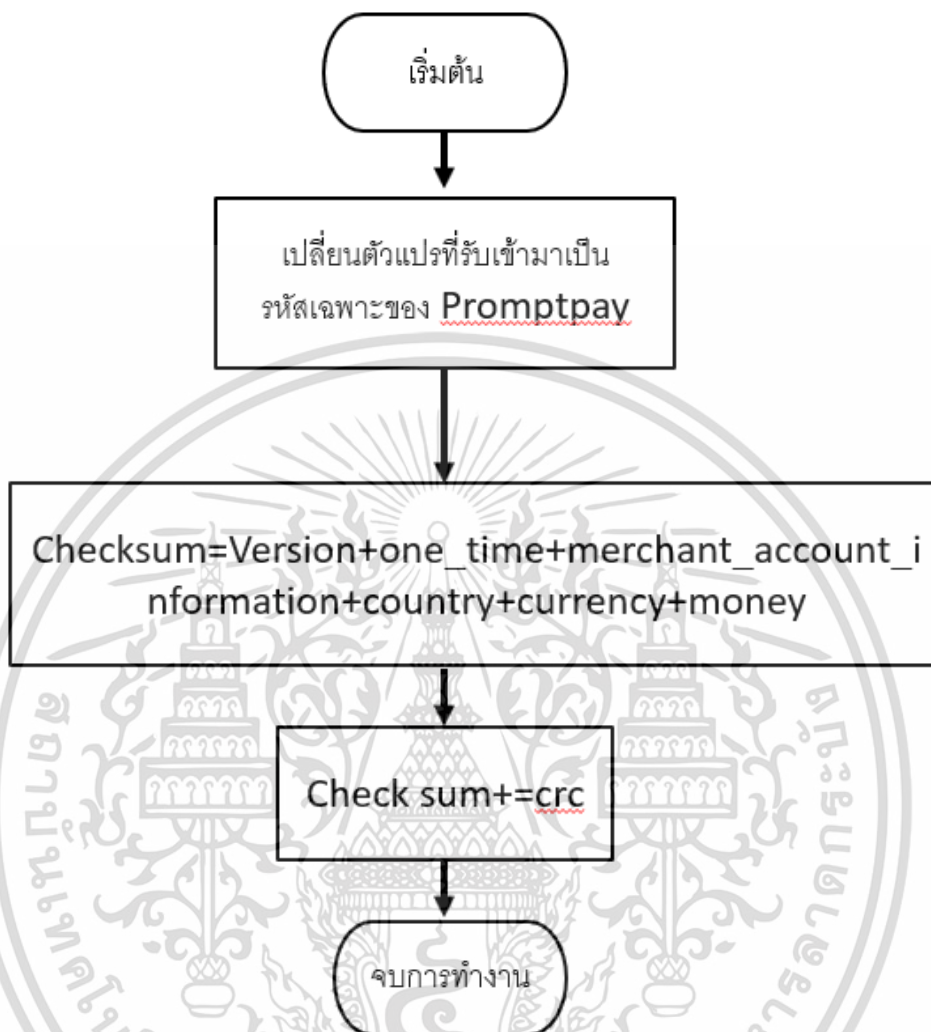 เริ่มต้น
เปลี่ยนตัวแปรที่รับเข้ามาเป็น
รหัสเฉพาะของ Promptpay
Checksum=Version+one_time+merchant_account_i
nformation+country+currency+money
Check sum+=crc
จบการทำงาน